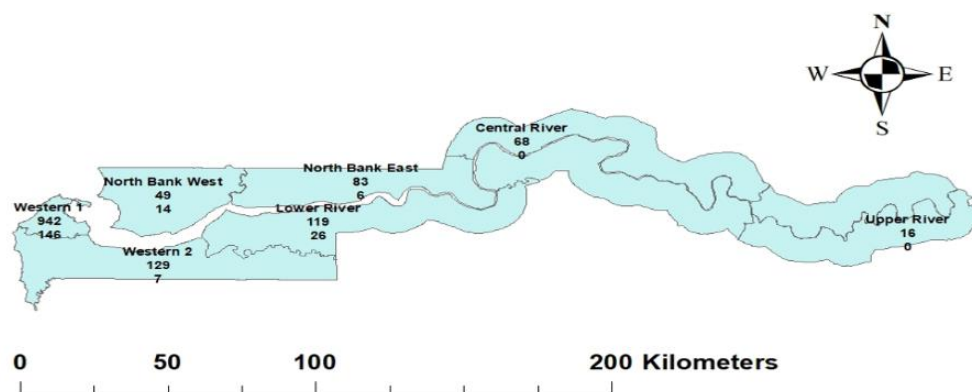 N
W E
S
Central River
68
0
North Bank East
83
6
North Bank West
49
14
Western 1
942
146
Lower River
119
26
Western 2
129
7
Upper River
16
0
0 50 100 200 Kilometers